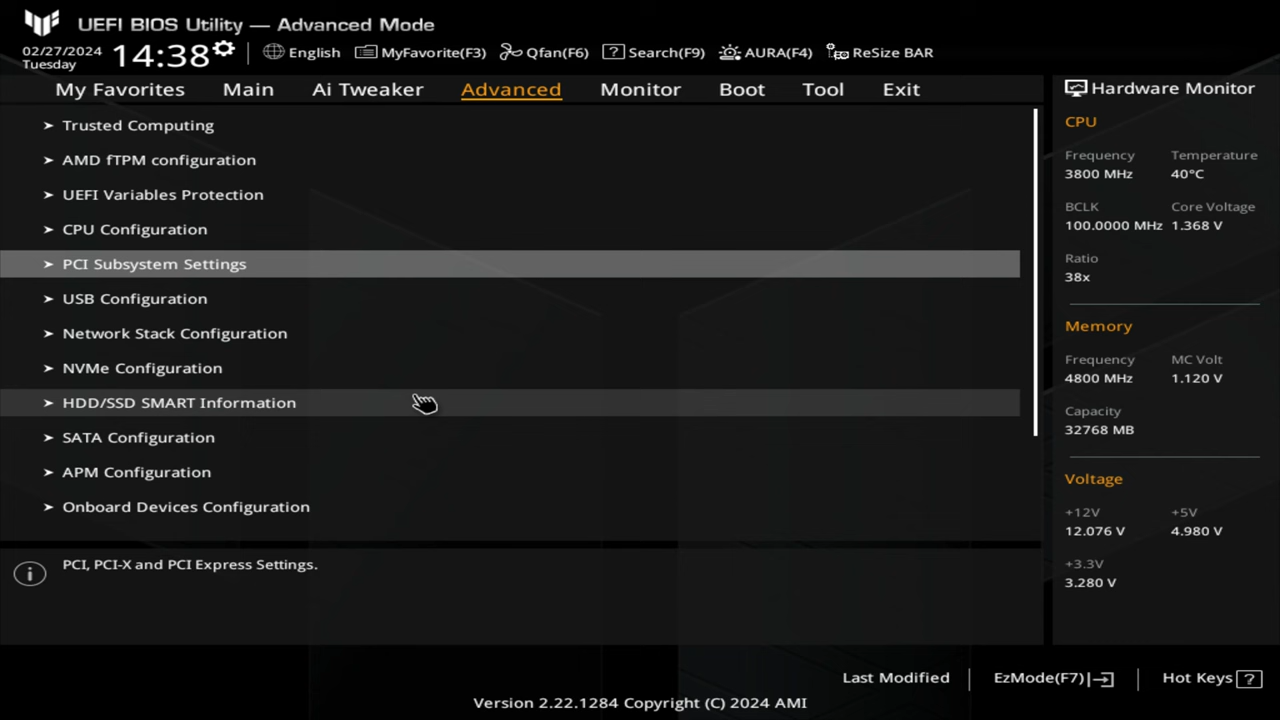 UEFI BIOS Utility — Advanced Mode
02/27/2024
Tuesday
14:38
English
MyFavorite(F3)
Qfan(F6)
? Search(F9)
AURA(F4)
ReSize BAR
My Favorites
Main
Ai Tweaker
Advanced
Monitor
Boot
Tool
Exit
Trusted Computing
AMD fTPM configuration
UEFI Variables Protection
CPU Configuration
PCI Subsystem Settings
USB Configuration
Network Stack Configuration
NVMe Configuration
HDD/SSD SMART Information
SATA Configuration
APM Configuration
Onboard Devices Configuration
i PCI, PCI-X and PCI Express Settings.
Hardware Monitor
CPU
Frequency Temperature
3800 MHz 40°C
BCLK Core Voltage
100.0000 MHz 1.368 V
Ratio
38x
Memory
Frequency MC Volt
4800 MHz 1.120 V
Capacity
32768 MB
Voltage
+12V +5V
12.076 V 4.980 V
+3.3V
3.280 V
Last Modified
EzMode(F7)
Hot Keys ?
Version 2.22.1284 Copyright (C) 2024 AMI